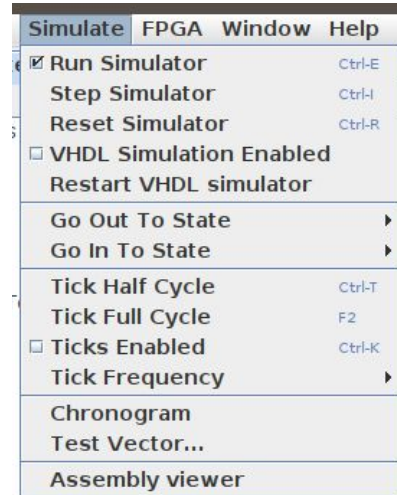 Simulate FPGA Window Help
Run Simulator Ctrl-E
Step Simulator Ctrl-I
Reset Simulator Ctrl-R
VHDL Simulation Enabled
Restart VHDL simulator
Go Out To State
Go In To State
Tick Half Cycle Ctrl-T
Tick Full Cycle F2
Ticks Enabled Ctrl-K
Tick Frequency
Chronogram
Test Vector...
Assembly viewer